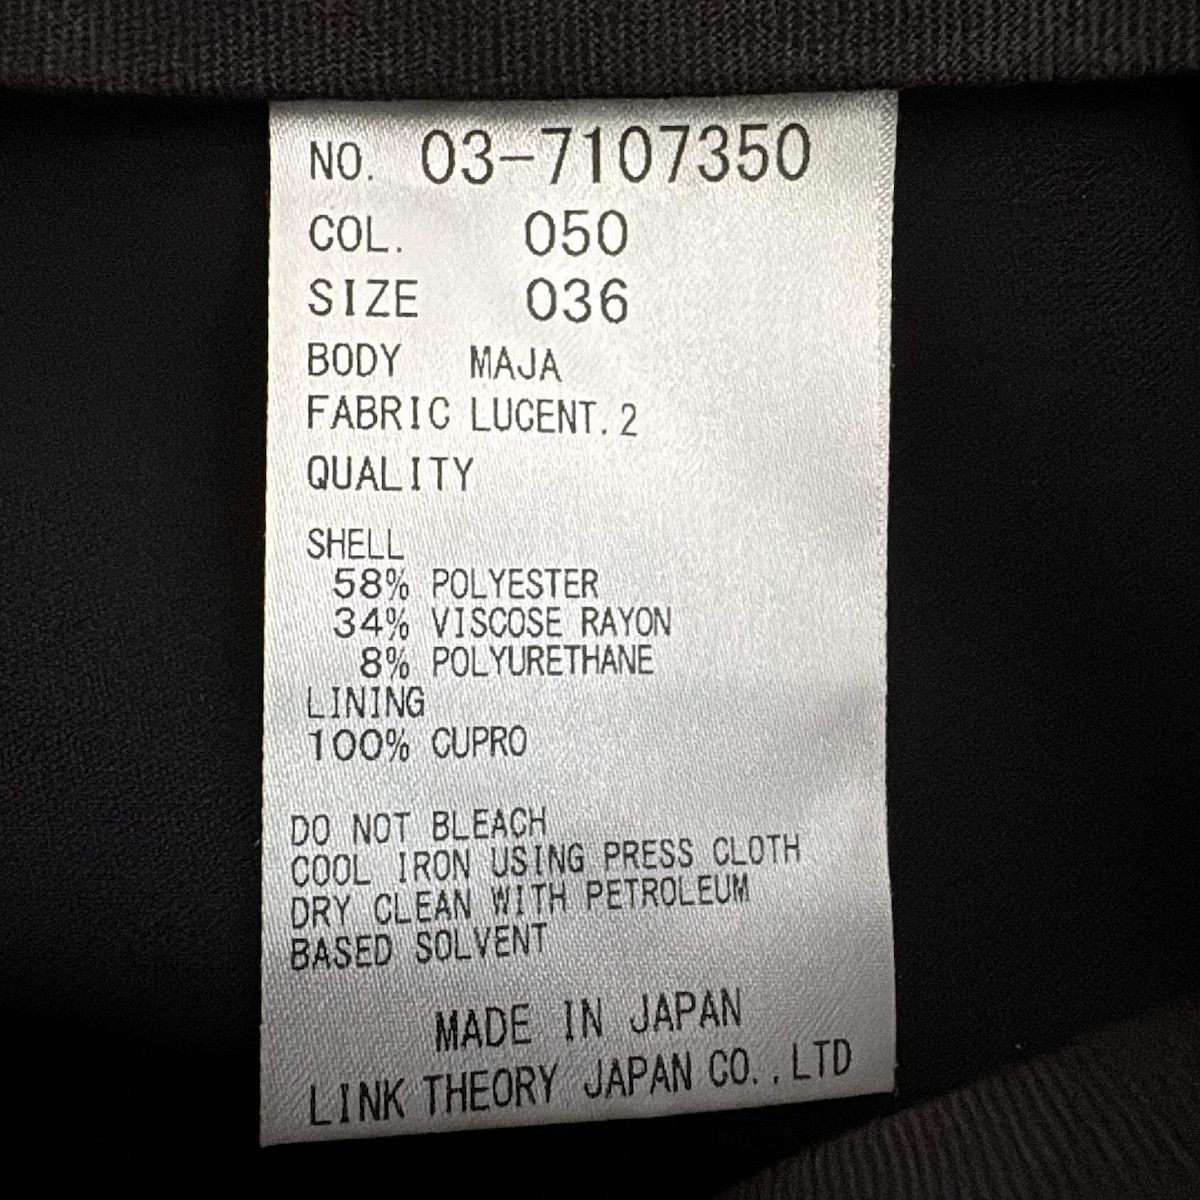 NO. 03-7107350
COL. 050
SIZE 036
BODY MAJA
FABRIC LUCENT.2
QUALITY
SHELL
58% POLYESTER
34% VISCOSE RAYON
8% POLYURETHANE
LINING
100% CUPRO
DO NOT BLEACH
COOL IRON USING PRESS CLOTH
DRY CLEAN WITH PETROLEUM
BASED SOLVENT
MADE IN JAPAN
LINK THEORY JAPAN CO.,LTD